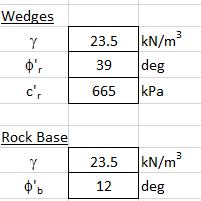 Wedges
γ 23.5 kN/m³
ϕ'r 39 deg
c'r 665 kPa
Rock Base
γ 23.5 kN/m³
ϕ'b 12 deg